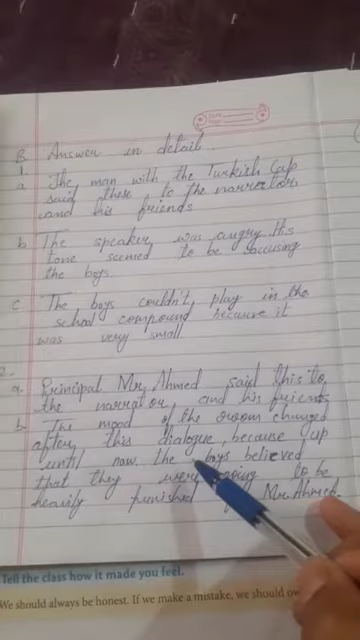 B. Answer in detail.
1.
a The man with the Turkish Cap
said these to the narrator
and his friends
b The speaker was angry. His
tone seemed to be accusing
the boys.
c The boys couldn't play in the
school compound because it
was very small
2.
a. Principal Mr. Ahmed said this to
the narrator, and his friends
b. The mood of the room changed
after this dialogue, because up
until now the boys believed
that they were going to be
heavily punished Mr. Ahmed.
Tell the class how it made you feel.
We should always be honest. If we make a mistake, we should